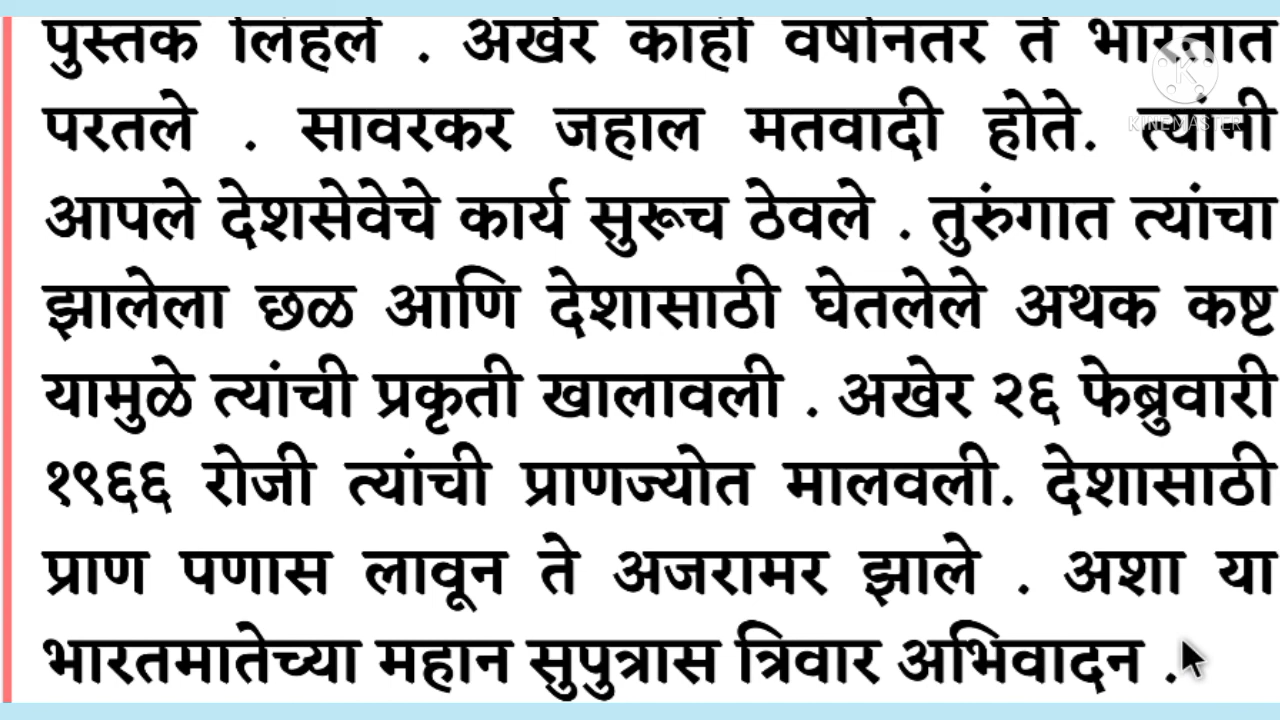 पुस्तक लिहिले . अखेर काही वर्षांनंतर ते भारतात
परतले . सावरकर जहाल मतवादी होते. त्यांनी
आपले देशसेवेचे कार्य सुरूच ठेवले . तुरुंगात त्यांचा
झालेला छळ आणि देशासाठी घेतलेले अथक कष्ट
यामुळे त्यांची प्रकृती खालावली . अखेर २६ फेब्रुवारी
१९६६ रोजी त्यांची प्राणज्योत मालवली. देशासाठी
प्राण पणास लावून ते अजरामर झाले . अशा या
भारतमातेच्या महान सुपुत्रास त्रिवार अभिवादन .
KINEMASTER